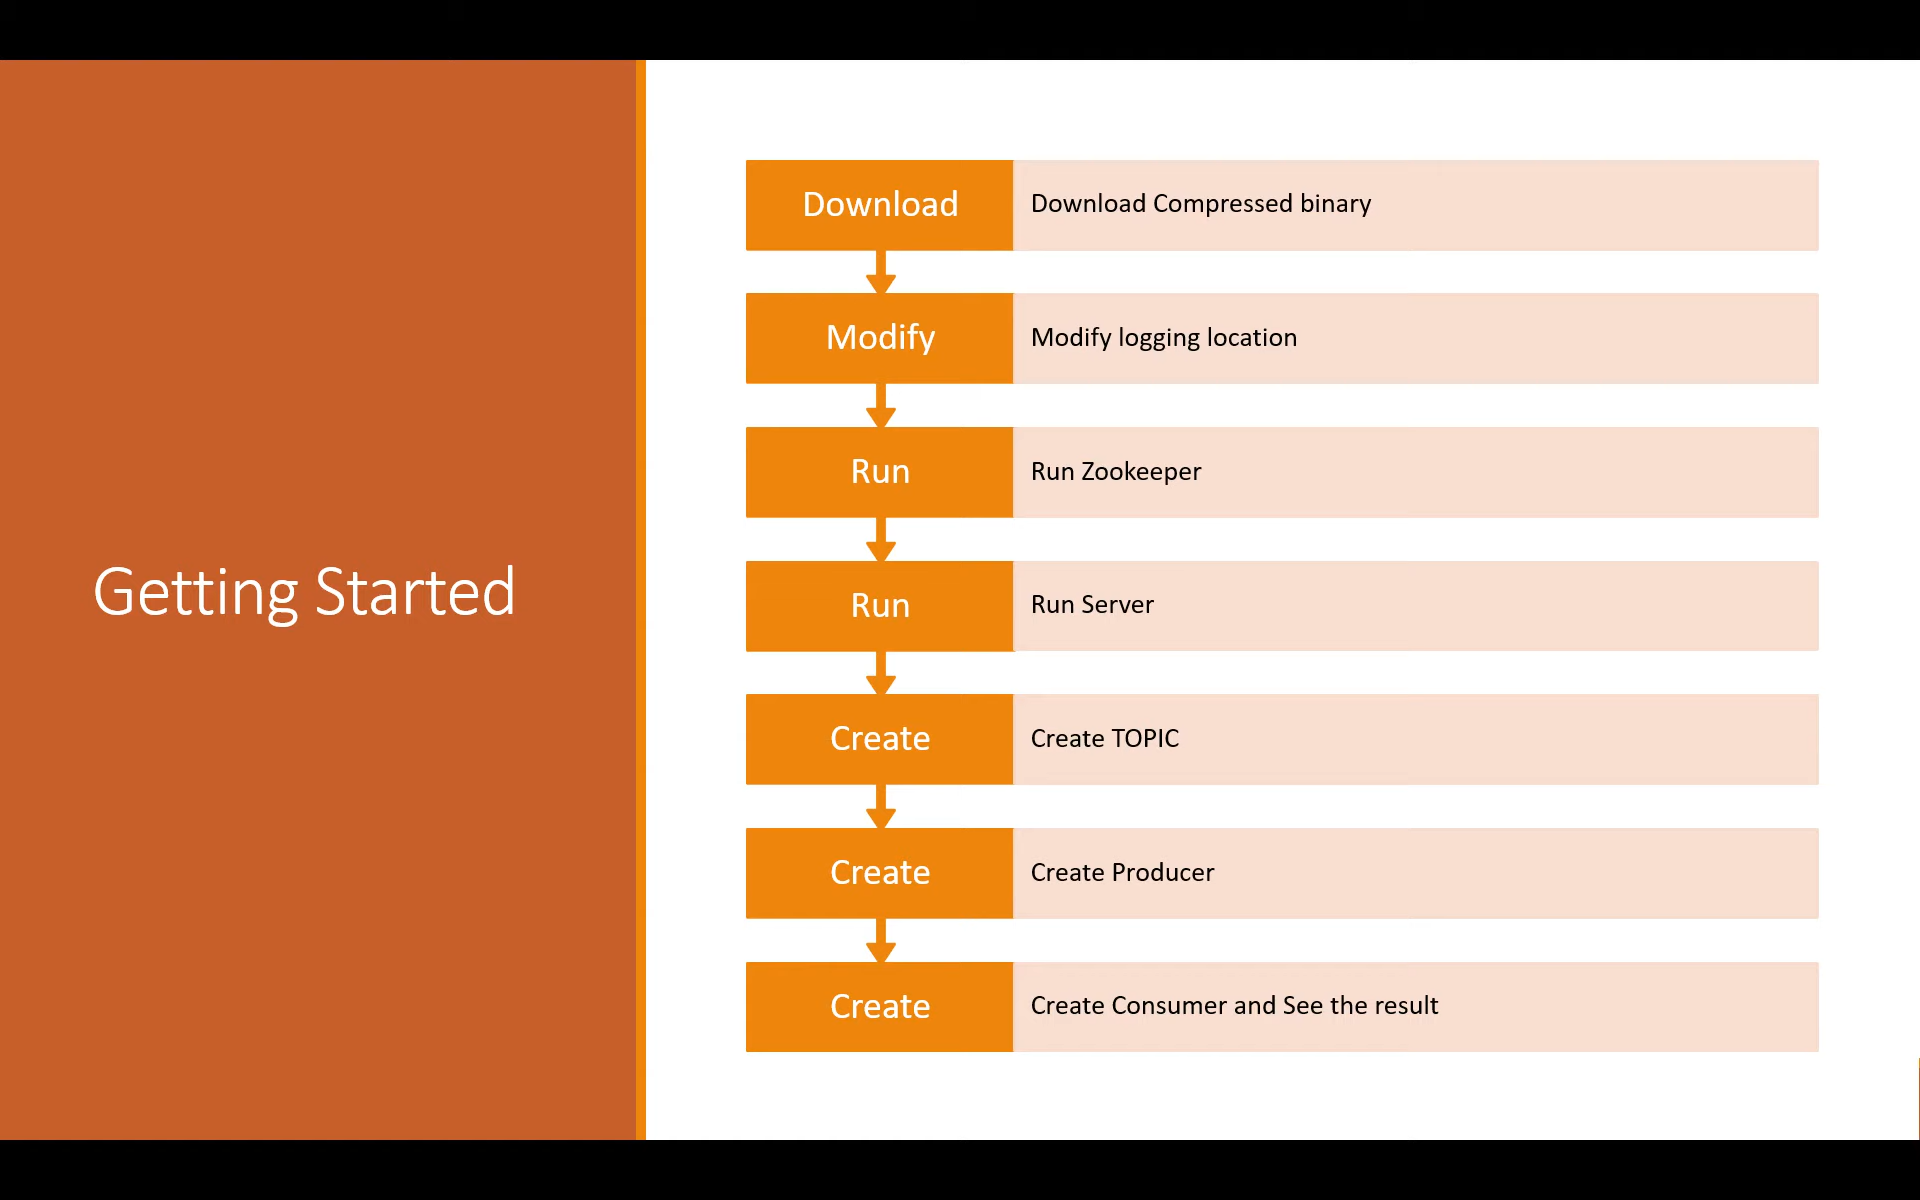 Getting Started
Download
Download Compressed binary
Modify
Modify logging location
Run
Run Zookeeper
Run
Run Server
Create
Create TOPIC
Create
Create Producer
Create
Create Consumer and See the result